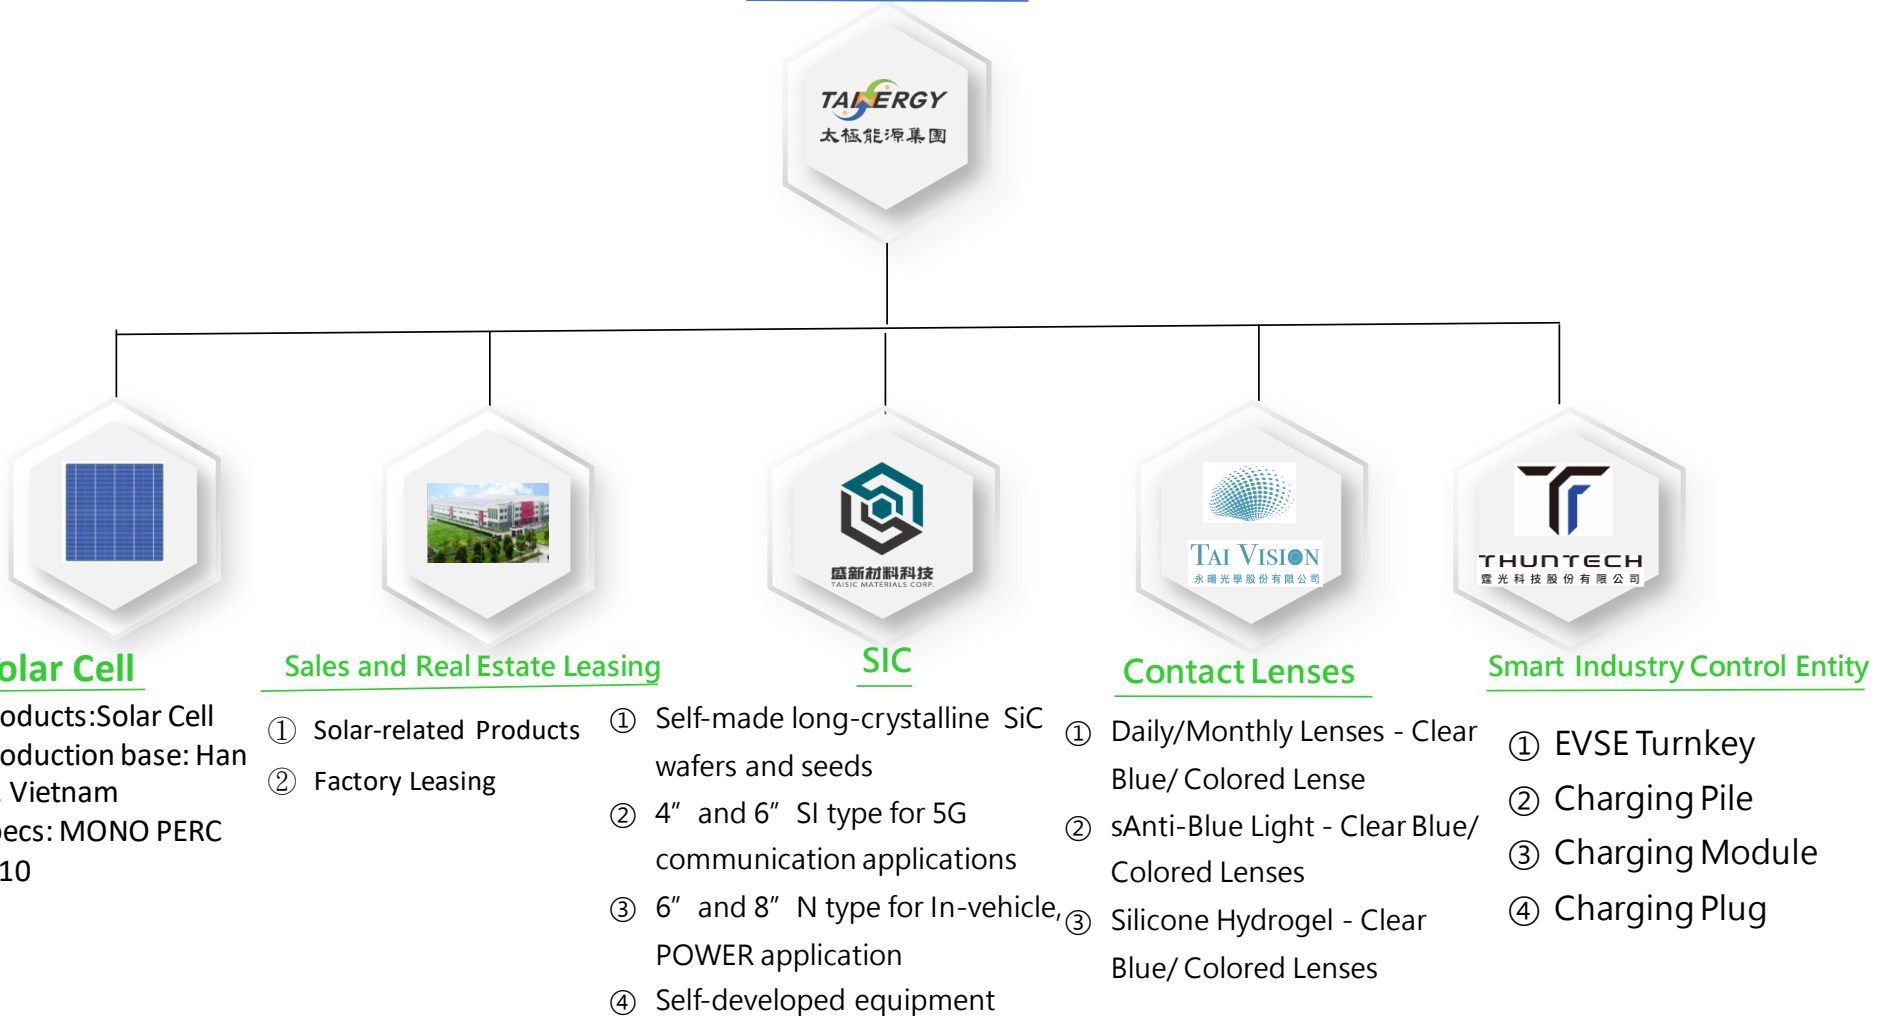 TAINERGY
太極能源集團
盛新材料科技
TAISIC MATERIALS CORP.
TAI VISION
永暘光學股份有限公司
THUNTECH
霆光科技股份有限公司
olar Cell
oducts:Solar Cell
oduction base: Han
. Vietnam
ecs: MONO PERC
10
Sales and Real Estate Leasing
① Solar-related Products
② Factory Leasing
SIC
① Self-made long-crystalline SiC
wafers and seeds
② 4” and 6” SI type for 5G
communication applications
③ 6” and 8” N type for In-vehicle,
POWER application
④ Self-developed equipment
Contact Lenses
① Daily/Monthly Lenses - Clear
Blue/ Colored Lense
② sAnti-Blue Light - Clear Blue/
Colored Lenses
③ Silicone Hydrogel - Clear
Blue/ Colored Lenses
Smart Industry Control Entity
① EVSE Turnkey
② Charging Pile
③ Charging Module
④ Charging Plug